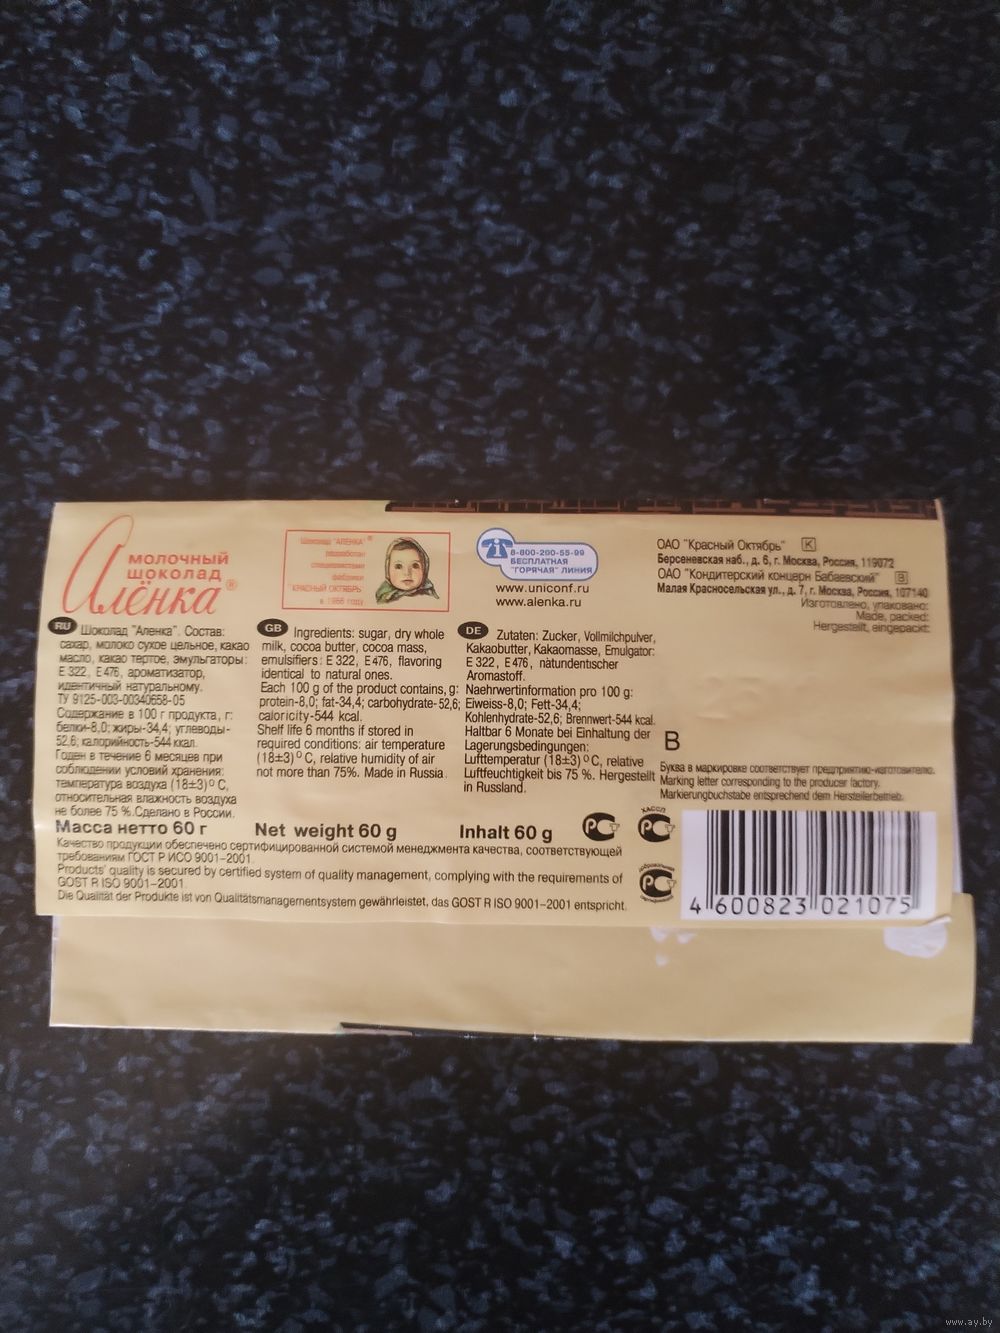 МОЛОЧНЫЙ
ШОКОЛАД
Алёнка®
Шоколад "АЛЕНКА"®
разработан
специалистами
фабрики
"КРАСНЫЙ ОКТЯБРЬ"
в 1966 году
8-800-200-55-99
БЕСПЛАТНАЯ
"ГОРЯЧАЯ" ЛИНИЯ
www.uniconf.ru
www.alenka.ru
ОАО "Красный Октябрь" K
Берсеневская наб., д. 6, г. Москва, Россия, 119072
ОАО "Кондитерский концерн Бабаевский" B
Малая Красносельская ул., д. 7, г. Москва, Россия, 107140
Изготовлено, упаковано:
Made, packed:
Hergestellt, eingepackt:
RU Шоколад "Аленка". Состав:
сахар, молоко сухое цельное, какао
масло, какао тертое, эмульгаторы:
Е 322, Е 476, ароматизатор,
идентичный натуральному.
ТУ 9125-003-00340658-05
Содержание в 100 г продукта, г:
белки-8,0; жиры-34,4; углеводы-
52,6, калорийность-544 ккал.
Годен в течение 6 месяцев при
соблюдении условий хранения:
температура воздуха (18±3)°С,
относительная влажность воздуха
не более 75 %.Сделано в России.
Масса нетто 60 г
GB Ingredients: sugar, dry whole
milk, cocoa butter, cocoa mass,
emulsifiers: E 322, E476, flavoring
identical to natural ones.
Each 100 g of the product contains, g:
protein-8,0; fat-34,4; carbohydrate-52,6;
caloricity-544 kcal.
Shelf life 6 months if stored in
required conditions: air temperature
(18±3)°C, relative humidity of air
not more than 75%. Made in Russia.
Net weight 60 g
DE Zutaten: Zucker, Vollmilchpulver,
Kakaobutter, Kakaomasse, Emulgator:
E 322, E476, naturidentischer
Aromastoff.
Naehrwertinformation pro 100 g:
Eiweiss-8,0; Fett-34,4;
Kohlenhydrate-52,6; Brennwert-544 kcal.
Haltbar 6 Monate bei Einhaltung der
Lagerungsbedingungen:
Lufttemperatur (18±3)°C, relative
Luftfeuchtigkeit bis 75 %. Hergestellt
in Russland.
Inhalt 60 g
B
Буква в маркировке соответствует предприятию-изготовителю.
Marking letter corresponding to the producer factory.
Markierungbuchstabe entsprechend dem Herstellerbetrieb.
ХАССП
Качество продукции обеспечено сертифицированной системой менеджмента качества, соответствующей
требованиям ГОСТ Р ИСО 9001–2001.
Products' quality is secured by certified system of quality management, complying with the requirements of
GOST R ISO 9001–2001.
Die Qualität der Produkte ist von Qualitätsmanagementsystem gewährleistet, das GOST R ISO 9001–2001 entspricht.
добровольная
сертификация
4 600823 021075
www.ay.by